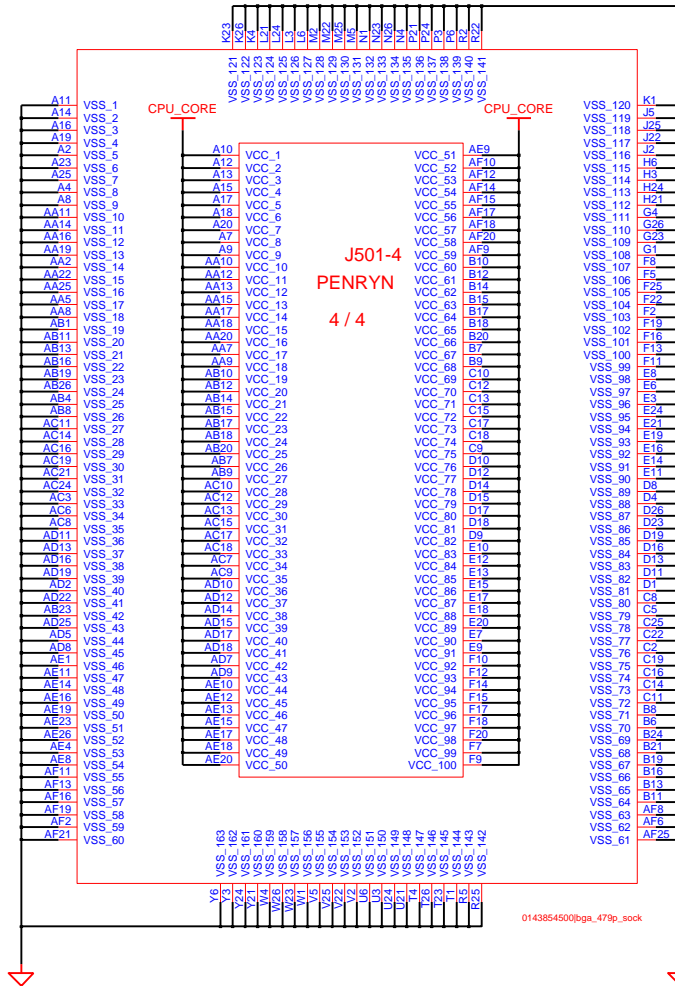 K23 VSS_121
K26 VSS_122
K4 VSS_123
L21 VSS_124
L24 VSS_125
L3 VSS_126
L6 VSS_127
M2 VSS_128
M22 VSS_129
M25 VSS_130
M5 VSS_131
N1 VSS_132
N23 VSS_133
N26 VSS_134
N4 VSS_135
P21 VSS_136
P24 VSS_137
P3 VSS_138
P6 VSS_139
R2 VSS_140
R22 VSS_141
A11 VSS_1
A14 VSS_2
A16 VSS_3
A19 VSS_4
A2 VSS_5
A23 VSS_6
A25 VSS_7
A4 VSS_8
A8 VSS_9
AA11 VSS_10
AA14 VSS_11
AA16 VSS_12
AA19 VSS_13
AA2 VSS_14
AA22 VSS_15
AA25 VSS_16
AA5 VSS_17
AA8 VSS_18
AB1 VSS_19
AB11 VSS_20
AB13 VSS_21
AB16 VSS_22
AB19 VSS_23
AB26 VSS_24
AB4 VSS_25
AB8 VSS_26
AC11 VSS_27
AC14 VSS_28
AC16 VSS_29
AC19 VSS_30
AC21 VSS_31
AC24 VSS_32
AC3 VSS_33
AC6 VSS_34
AC8 VSS_35
AD11 VSS_36
AD13 VSS_37
AD16 VSS_38
AD19 VSS_39
AD2 VSS_40
AD22 VSS_41
AB23 VSS_42
AD25 VSS_43
AD5 VSS_44
AD8 VSS_45
AE1 VSS_46
AE11 VSS_47
AE14 VSS_48
AE16 VSS_49
AE19 VSS_50
AE23 VSS_51
AE26 VSS_52
AE4 VSS_53
AE8 VSS_54
AF11 VSS_55
AF13 VSS_56
AF16 VSS_57
AF19 VSS_58
AF2 VSS_59
AF21 VSS_60
CPU_CORE
A10 VCC_1
A12 VCC_2
A13 VCC_3
A15 VCC_4
A17 VCC_5
A18 VCC_6
A20 VCC_7
A7 VCC_8
A9 VCC_9
AA10 VCC_10
AA12 VCC_11
AA13 VCC_12
AA15 VCC_13
AA17 VCC_14
AA18 VCC_15
AA20 VCC_16
AA7 VCC_17
AA9 VCC_18
AB10 VCC_19
AB12 VCC_20
AB14 VCC_21
AB15 VCC_22
AB17 VCC_23
AB18 VCC_24
AB20 VCC_25
AB7 VCC_26
AB9 VCC_27
AC10 VCC_28
AC12 VCC_29
AC13 VCC_30
AC15 VCC_31
AC17 VCC_32
AC18 VCC_33
AC7 VCC_34
AC9 VCC_35
AD10 VCC_36
AD12 VCC_37
AD14 VCC_38
AD15 VCC_39
AD17 VCC_40
AD18 VCC_41
AD7 VCC_42
AD9 VCC_43
AE10 VCC_44
AE12 VCC_45
AE13 VCC_46
AE15 VCC_47
AE17 VCC_48
AE18 VCC_49
AE20 VCC_50
J501-4
PENRYN
4 / 4
CPU_CORE
VCC_51 AE9
VCC_52 AF10
VCC_53 AF12
VCC_54 AF14
VCC_55 AF15
VCC_56 AF17
VCC_57 AF18
VCC_58 AF20
VCC_59 AF9
VCC_60 B10
VCC_61 B12
VCC_62 B14
VCC_63 B15
VCC_64 B17
VCC_65 B18
VCC_66 B20
VCC_67 B7
VCC_68 B9
VCC_69 C10
VCC_70 C12
VCC_71 C13
VCC_72 C15
VCC_73 C17
VCC_74 C18
VCC_75 C9
VCC_76 D10
VCC_77 D12
VCC_78 D14
VCC_79 D15
VCC_80 D17
VCC_81 D18
VCC_82 D9
VCC_83 E10
VCC_84 E12
VCC_85 E13
VCC_86 E15
VCC_87 E17
VCC_88 E18
VCC_89 E20
VCC_90 E7
VCC_91 E9
VCC_92 F10
VCC_93 F12
VCC_94 F14
VCC_95 F15
VCC_96 F17
VCC_97 F18
VCC_98 F20
VCC_99 F7
VCC_100 F9
VSS_120 K1
VSS_119 J5
VSS_118 J25
VSS_117 J22
VSS_116 J2
VSS_115 H6
VSS_114 H3
VSS_113 H24
VSS_112 H21
VSS_111 G4
VSS_110 G26
VSS_109 G23
VSS_108 G1
VSS_107 F8
VSS_106 F5
VSS_105 F25
VSS_104 F22
VSS_103 F2
VSS_102 F19
VSS_101 F16
VSS_100 F13
VSS_99 F11
VSS_98 E8
VSS_97 E6
VSS_96 E3
VSS_95 E24
VSS_94 E21
VSS_93 E19
VSS_92 E16
VSS_91 E14
VSS_90 E11
VSS_89 D8
VSS_88 D4
VSS_87 D26
VSS_86 D23
VSS_85 D19
VSS_84 D16
VSS_83 D13
VSS_82 D11
VSS_81 D1
VSS_80 C8
VSS_79 C5
VSS_78 C25
VSS_77 C22
VSS_76 C2
VSS_75 C19
VSS_74 C16
VSS_73 C14
VSS_72 C11
VSS_71 B8
VSS_70 B6
VSS_69 B24
VSS_68 B21
VSS_67 B19
VSS_66 B16
VSS_65 B13
VSS_64 B11
VSS_63 AF8
VSS_62 AF6
VSS_61 AF25
VSS_163 Y6
VSS_162 Y3
VSS_161 Y24
VSS_160 Y21
VSS_159 W4
VSS_158 W26
VSS_157 W23
VSS_156 W1
VSS_155 V5
VSS_154 V25
VSS_153 V22
VSS_152 V2
VSS_151 U6
VSS_150 U3
VSS_149 U24
VSS_148 U21
VSS_147 T4
VSS_146 T26
VSS_145 T23
VSS_144 T1
VSS_143 R5
VSS_142 R25
0143854500|bga_479p_sock